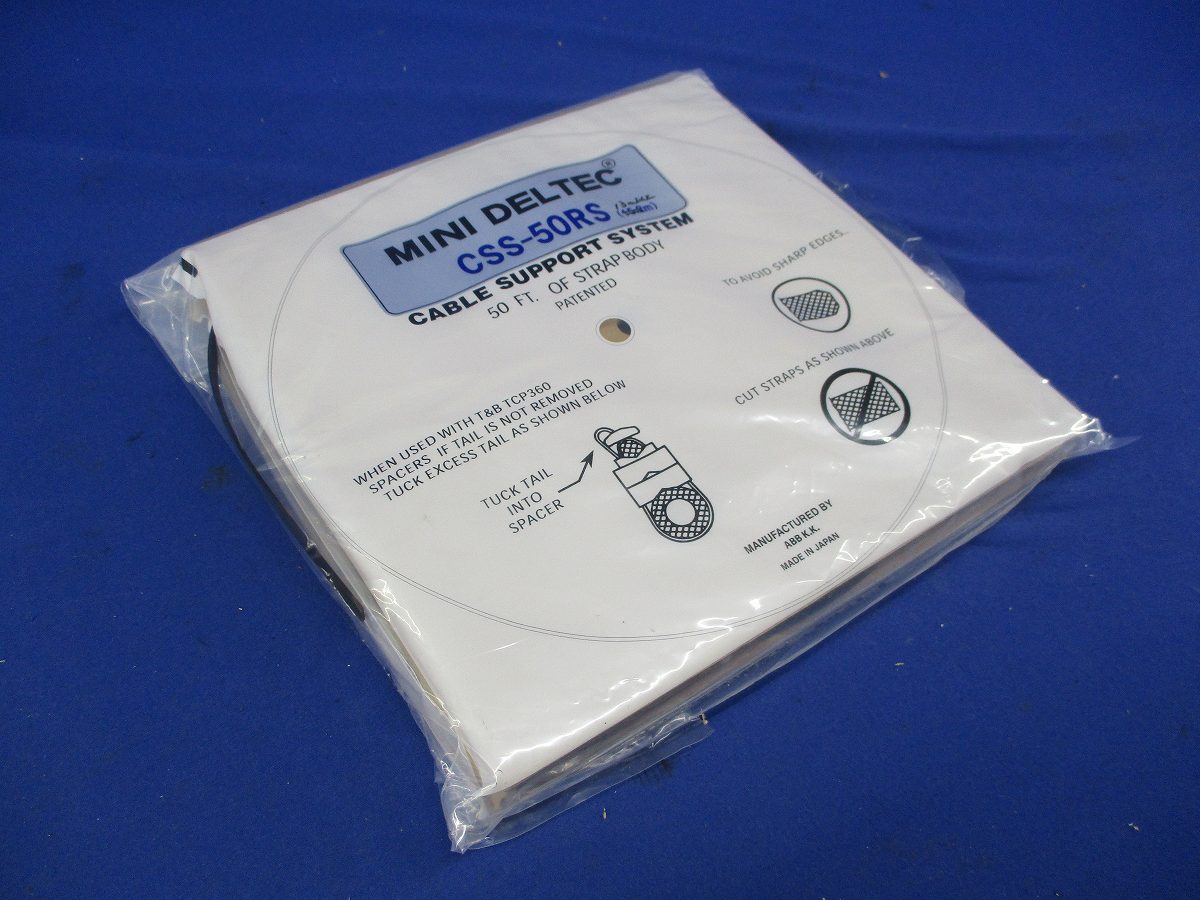 MINI DELTEC®
CSS-50RS
CABLE SUPPORT SYSTEM
50 FT. OF STRAP BODY
PATENTED
TO AVOID SHARP EDGES...
CUT STRAPS AS SHOWN ABOVE
WHEN USED WITH T&B TCP360
SPACERS IF TAIL IS NOT REMOVED
TUCK EXCESS TAIL AS SHOWN BELOW
TUCK TAIL
INTO
SPACER
MANUFACTURED BY
ABB K.K.
MADE IN JAPAN